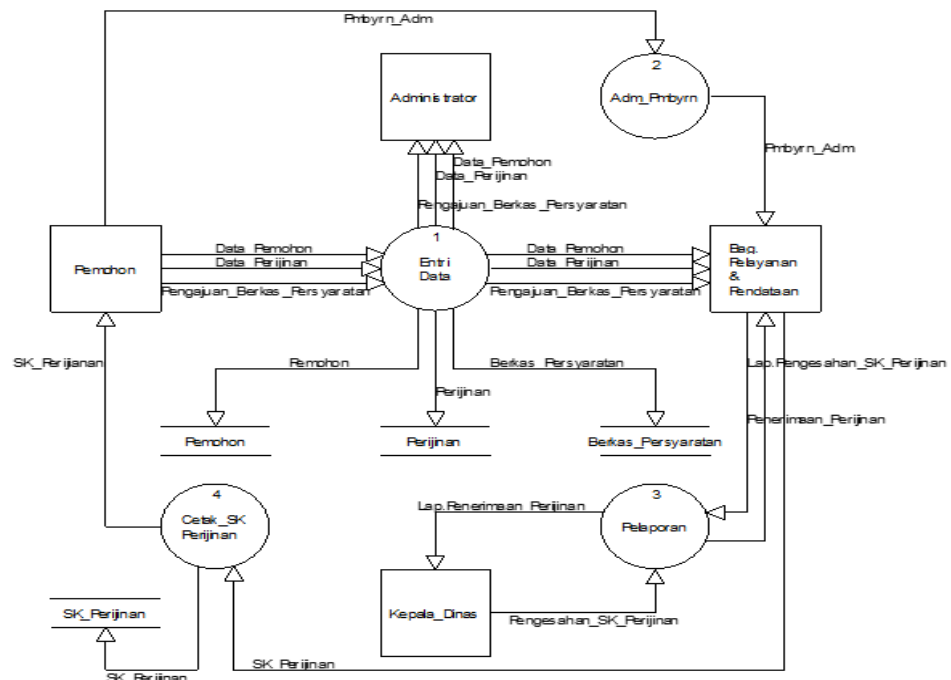 Pmbyrn_Adm
2
Adm_Pmbyrn
Administrator
Pmbyrn_Adm
Data_Pemohon
Data_Perijinan
Pengajuan_Berkas_Persyaratan
1
Entri
Data
Pemohon
Data_Pemohon
Data_Perijinan
Pengajuan_Berkas_Persyaratan
Data_Pemohon
Data_Perijinan
Pengajuan_Berkas_Persyaratan
Bag.
Pelayanan
&
Pendataan
SK_Perijianan
Pemohon
Perijinan
Berkas_Persyaratan
Lap.Pengesahan_SK_Perijinan
Penerimaan_Perijinan
Pemohon
Perijinan
Berkas_Persyaratan
4
Cetak_SK
Perijinan
Lap.Penerimaan_Perijinan
3
Pelaporan
SK_Perijinan
Kepala_Dinas
Pengesahan_SK_Perijinan
SK_Perijinan
SK_Perijinan